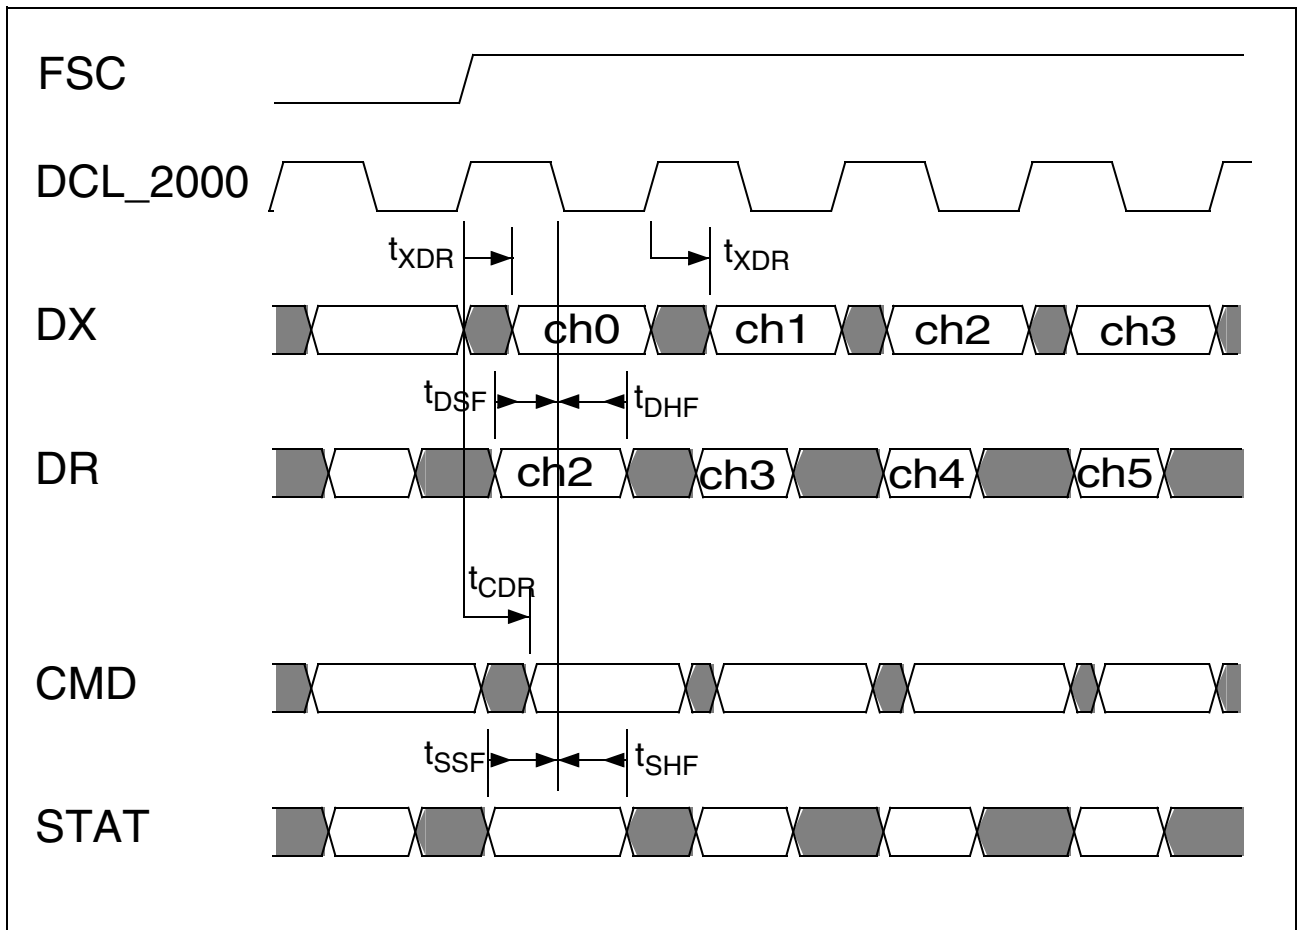 FSC
DCL_2000
tXDR tXDR
DX ch0 ch1 ch2 ch3
tDSF tDHF
DR ch2 ch3 ch4 ch5
tCDR
CMD
tSSF tSHF
STAT